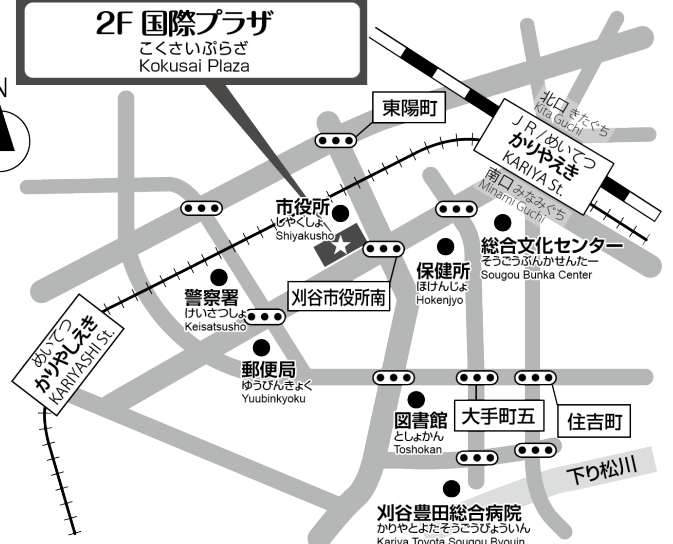 2F 国際プラザ
こくさいぷらざ
Kokusai Plaza
N
東陽町
北口 きたぐち
Kita Guchi
JR/めいてつ
かりやえき
KARIYA St.
南口 みなみぐち
Minami Guchi
市役所
しやくしょ
Shiyakusho
総合文化センター
そうごうぶんかせんたー
Sougou Bunka Center
保健所
ほけんじょ
Hokenjyo
刈谷市役所南
警察署
けいさつしょ
Keisatsusho
めいてつ
かりやしえき
KARIYASHI St.
郵便局
ゆうびんきょく
Yuubinkyoku
図書館
としょかん
Toshokan
大手町五
住吉町
下り松川
刈谷豊田総合病院
かりやとよたそうごうびょういん
Kariya Toyota Sougou Byouin